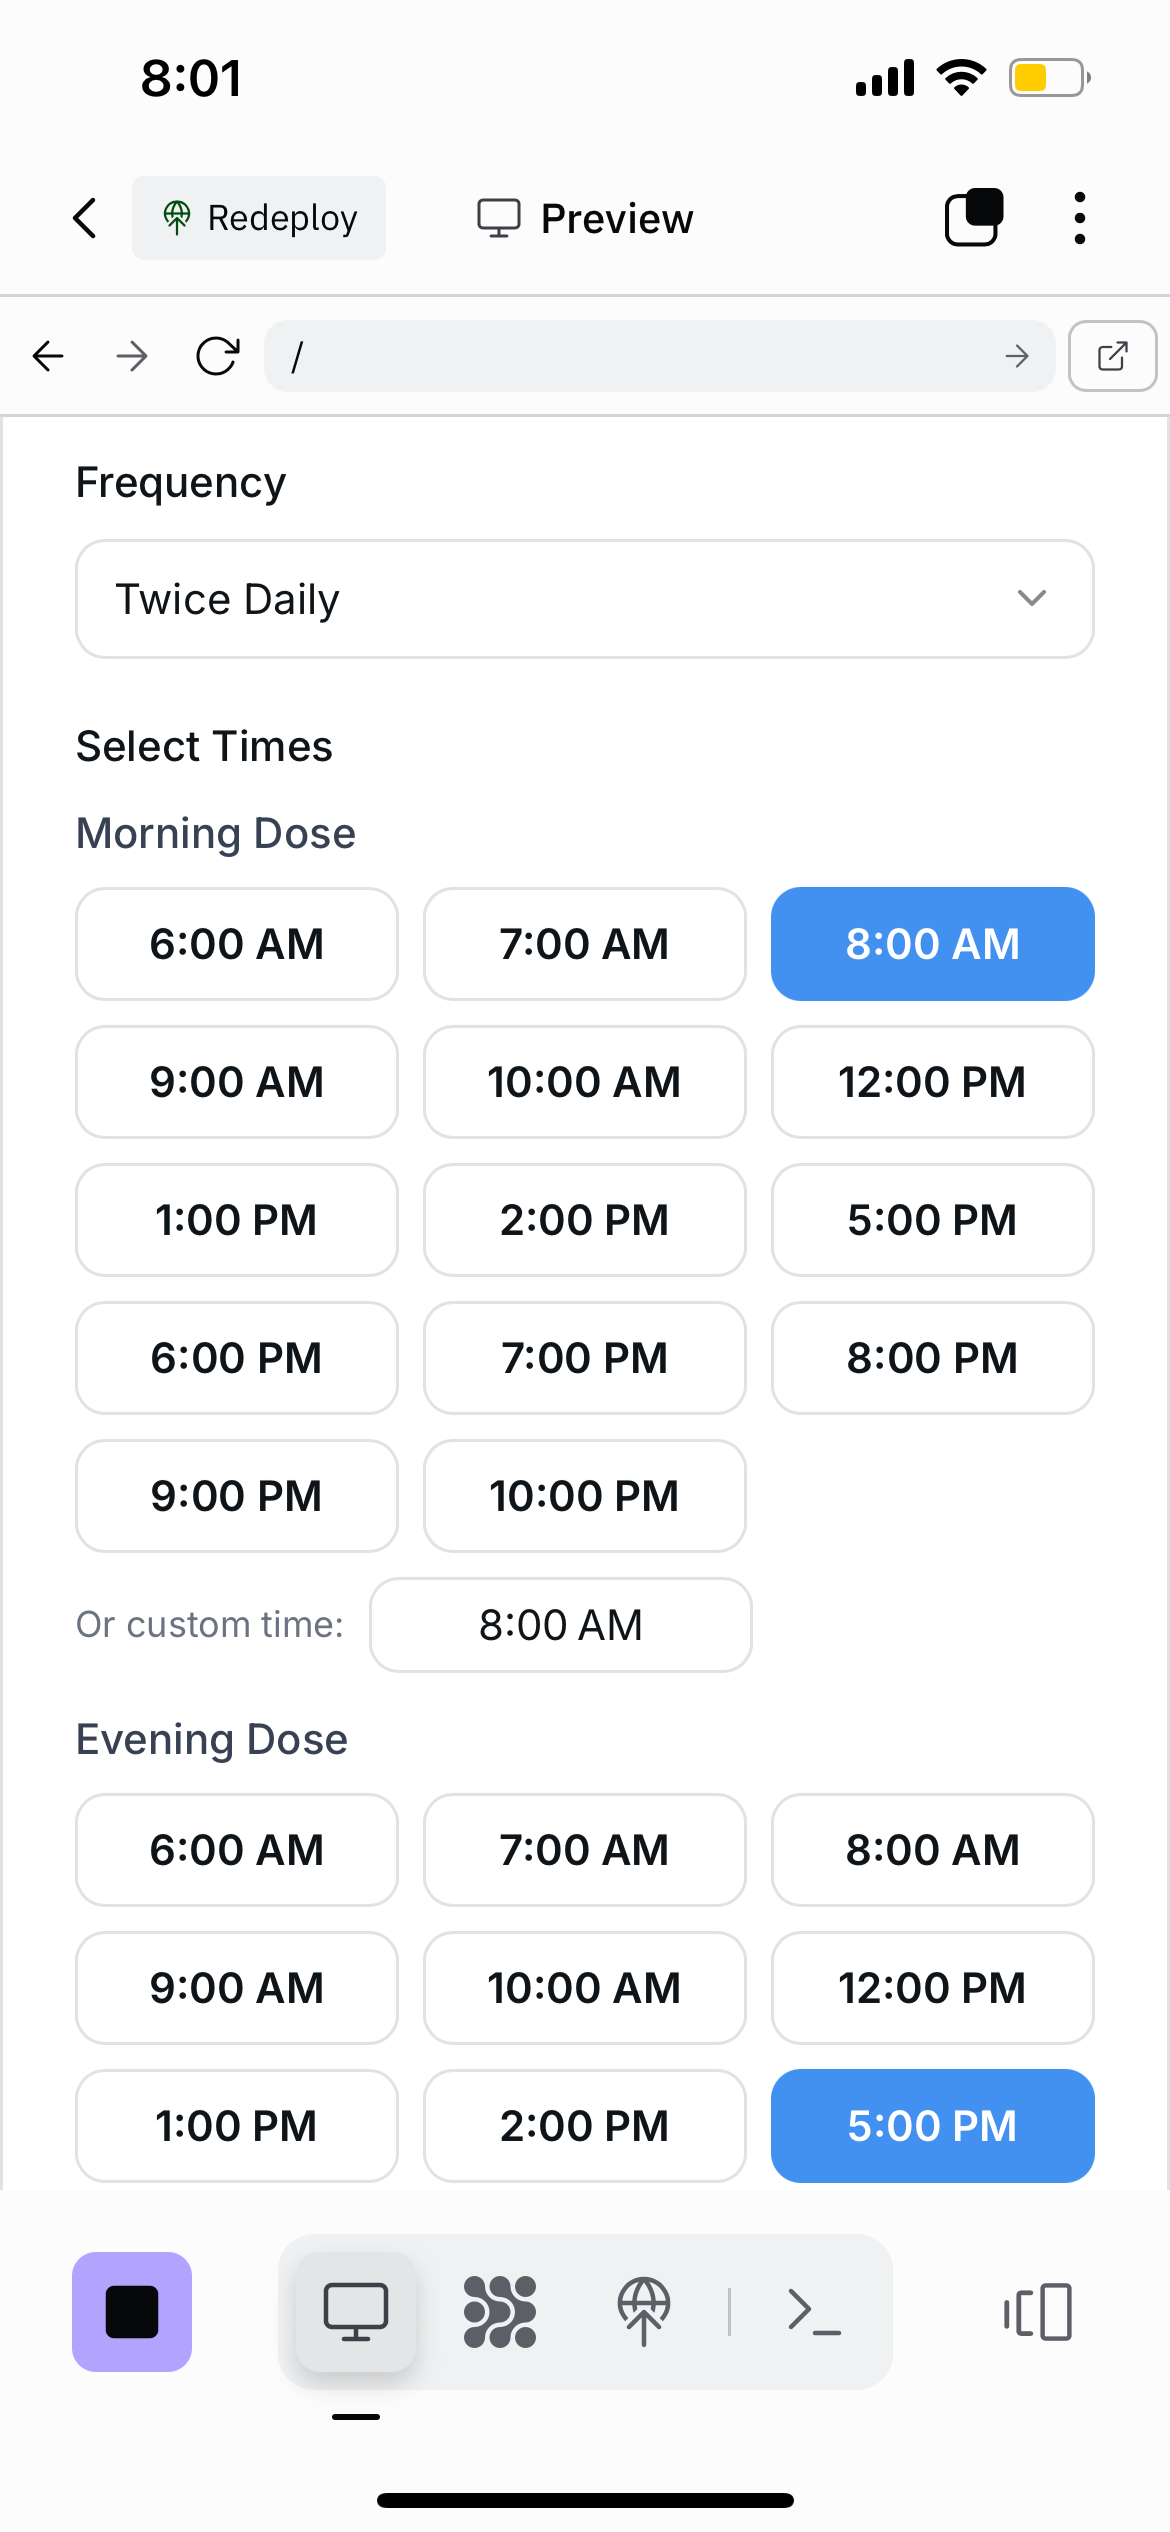 8:01
Redeploy
Preview
/
Frequency
Twice Daily
Select Times
Morning Dose
6:00 AM 7:00 AM 8:00 AM
9:00 AM 10:00 AM 12:00 PM
1:00 PM 2:00 PM 5:00 PM
6:00 PM 7:00 PM 8:00 PM
9:00 PM 10:00 PM
Or custom time: 8:00 AM
Evening Dose
6:00 AM 7:00 AM 8:00 AM
9:00 AM 10:00 AM 12:00 PM
1:00 PM 2:00 PM 5:00 PM